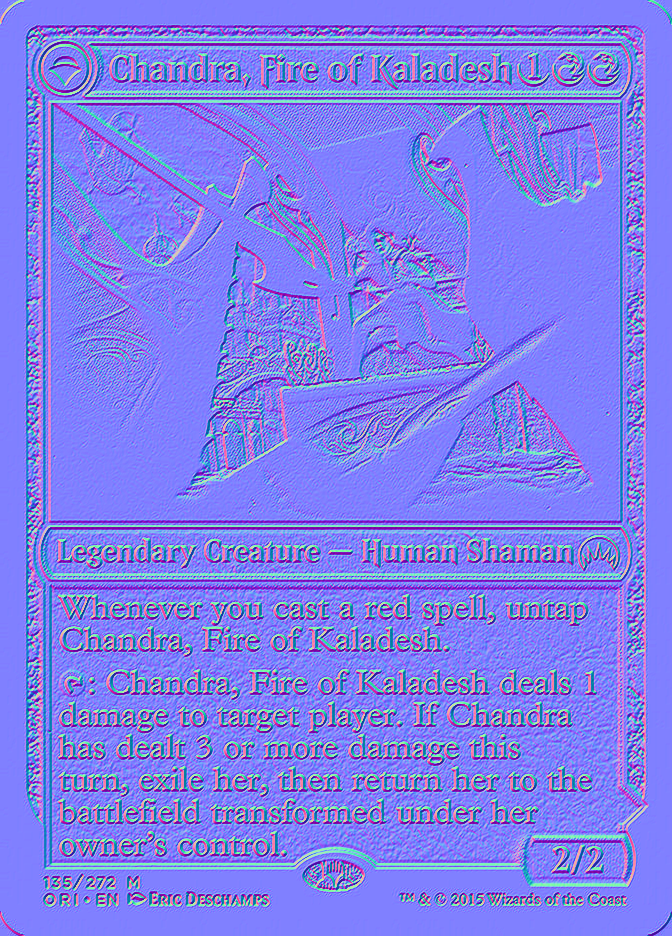 Chandra, Fire of Kaladesh 1
Legendary Creature — Human Shaman
Whenever you cast a red spell, untap
Chandra, Fire of Kaladesh.
: Chandra, Fire of Kaladesh deals 1
damage to target player. If Chandra
has dealt 3 or more damage this
turn, exile her, then return her to the
battlefield transformed under her
owner's control.
2/2
135/272 M
ORI • EN Eric Deschamps
™ & © 2015 Wizards of the Coast